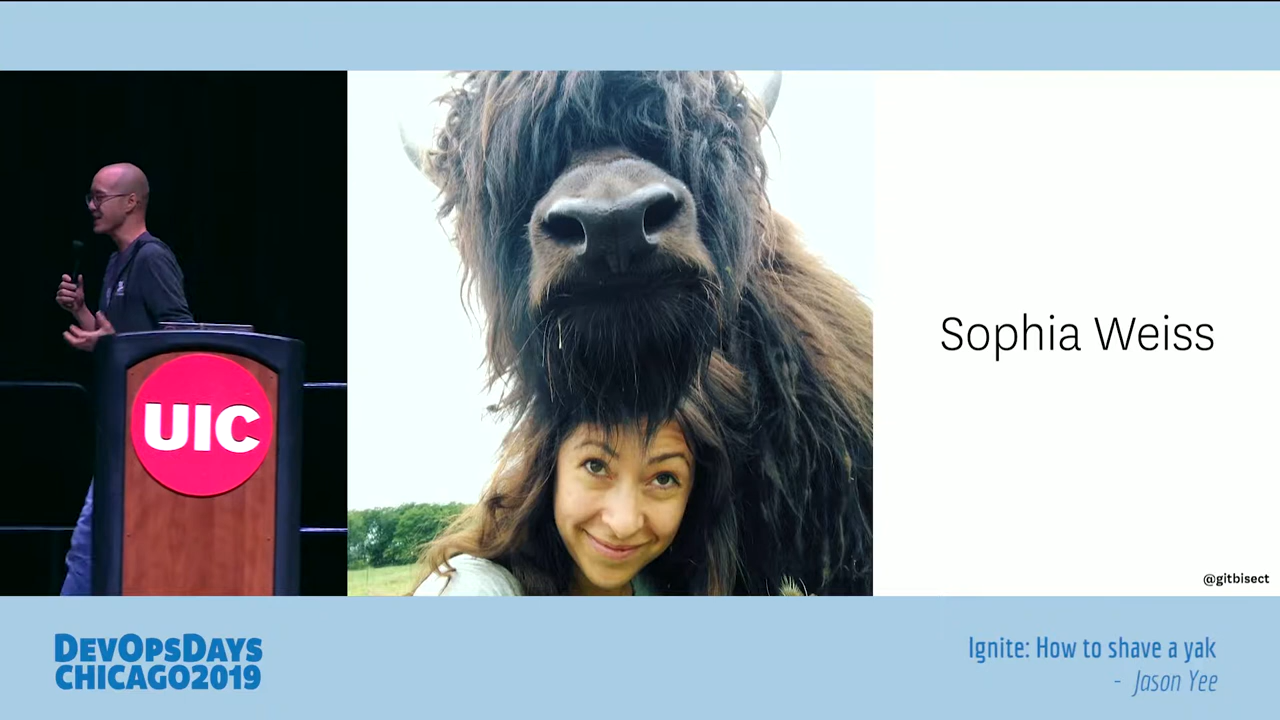 UIC
Sophia Weiss
@gitbisect
DEVOPSDAYS
CHICAGO2019
Ignite: How to shave a yak
- Jason Yee